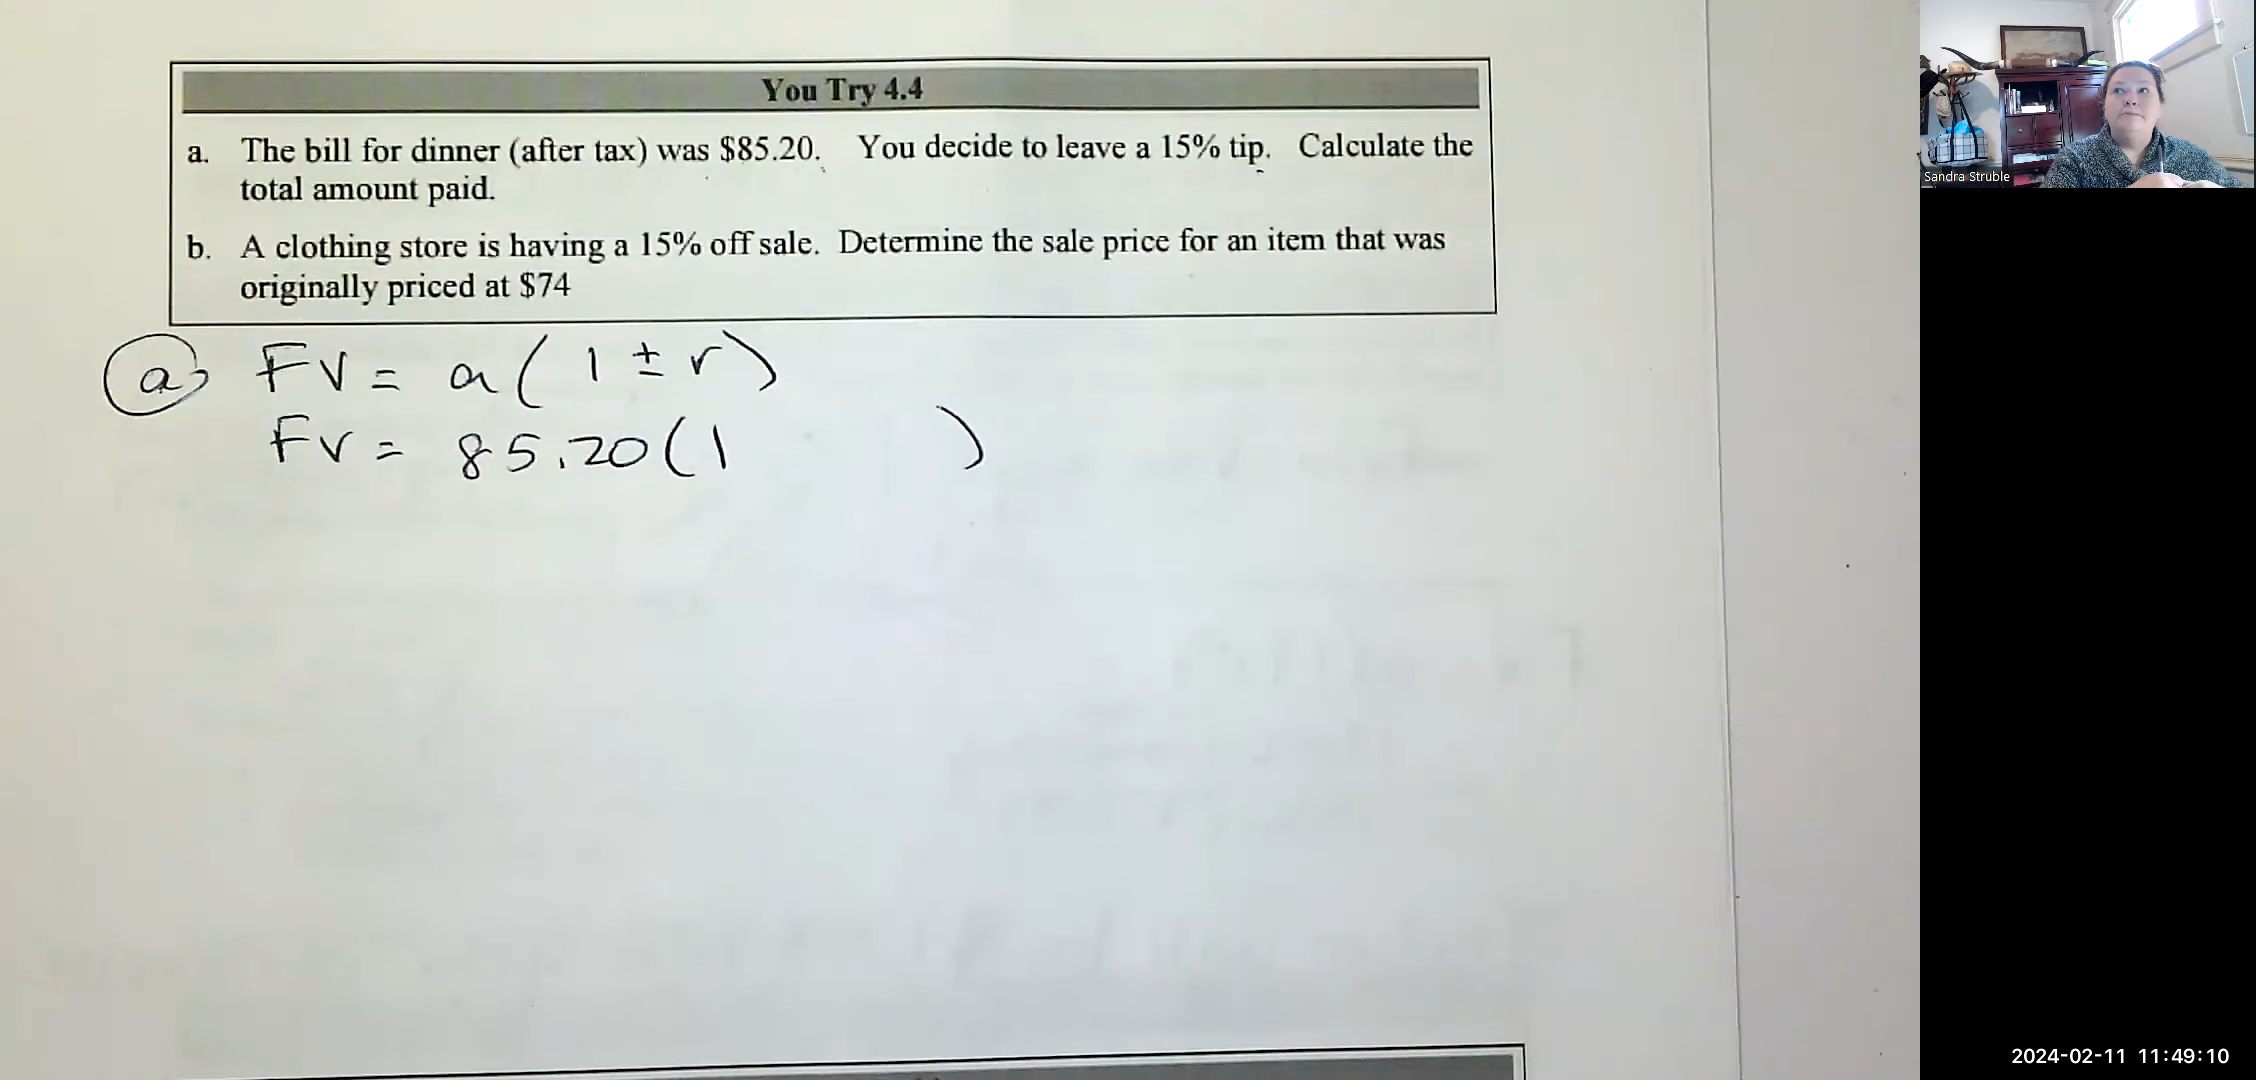 You Try 4.4
a. The bill for dinner (after tax) was $85.20. You decide to leave a 15% tip. Calculate the
total amount paid.
b. A clothing store is having a 15% off sale. Determine the sale price for an item that was
originally priced at $74
a) FV = a( 1 ± r)
FV = 85.20(1 )
Sandra Struble
2024-02-11 11:49:10